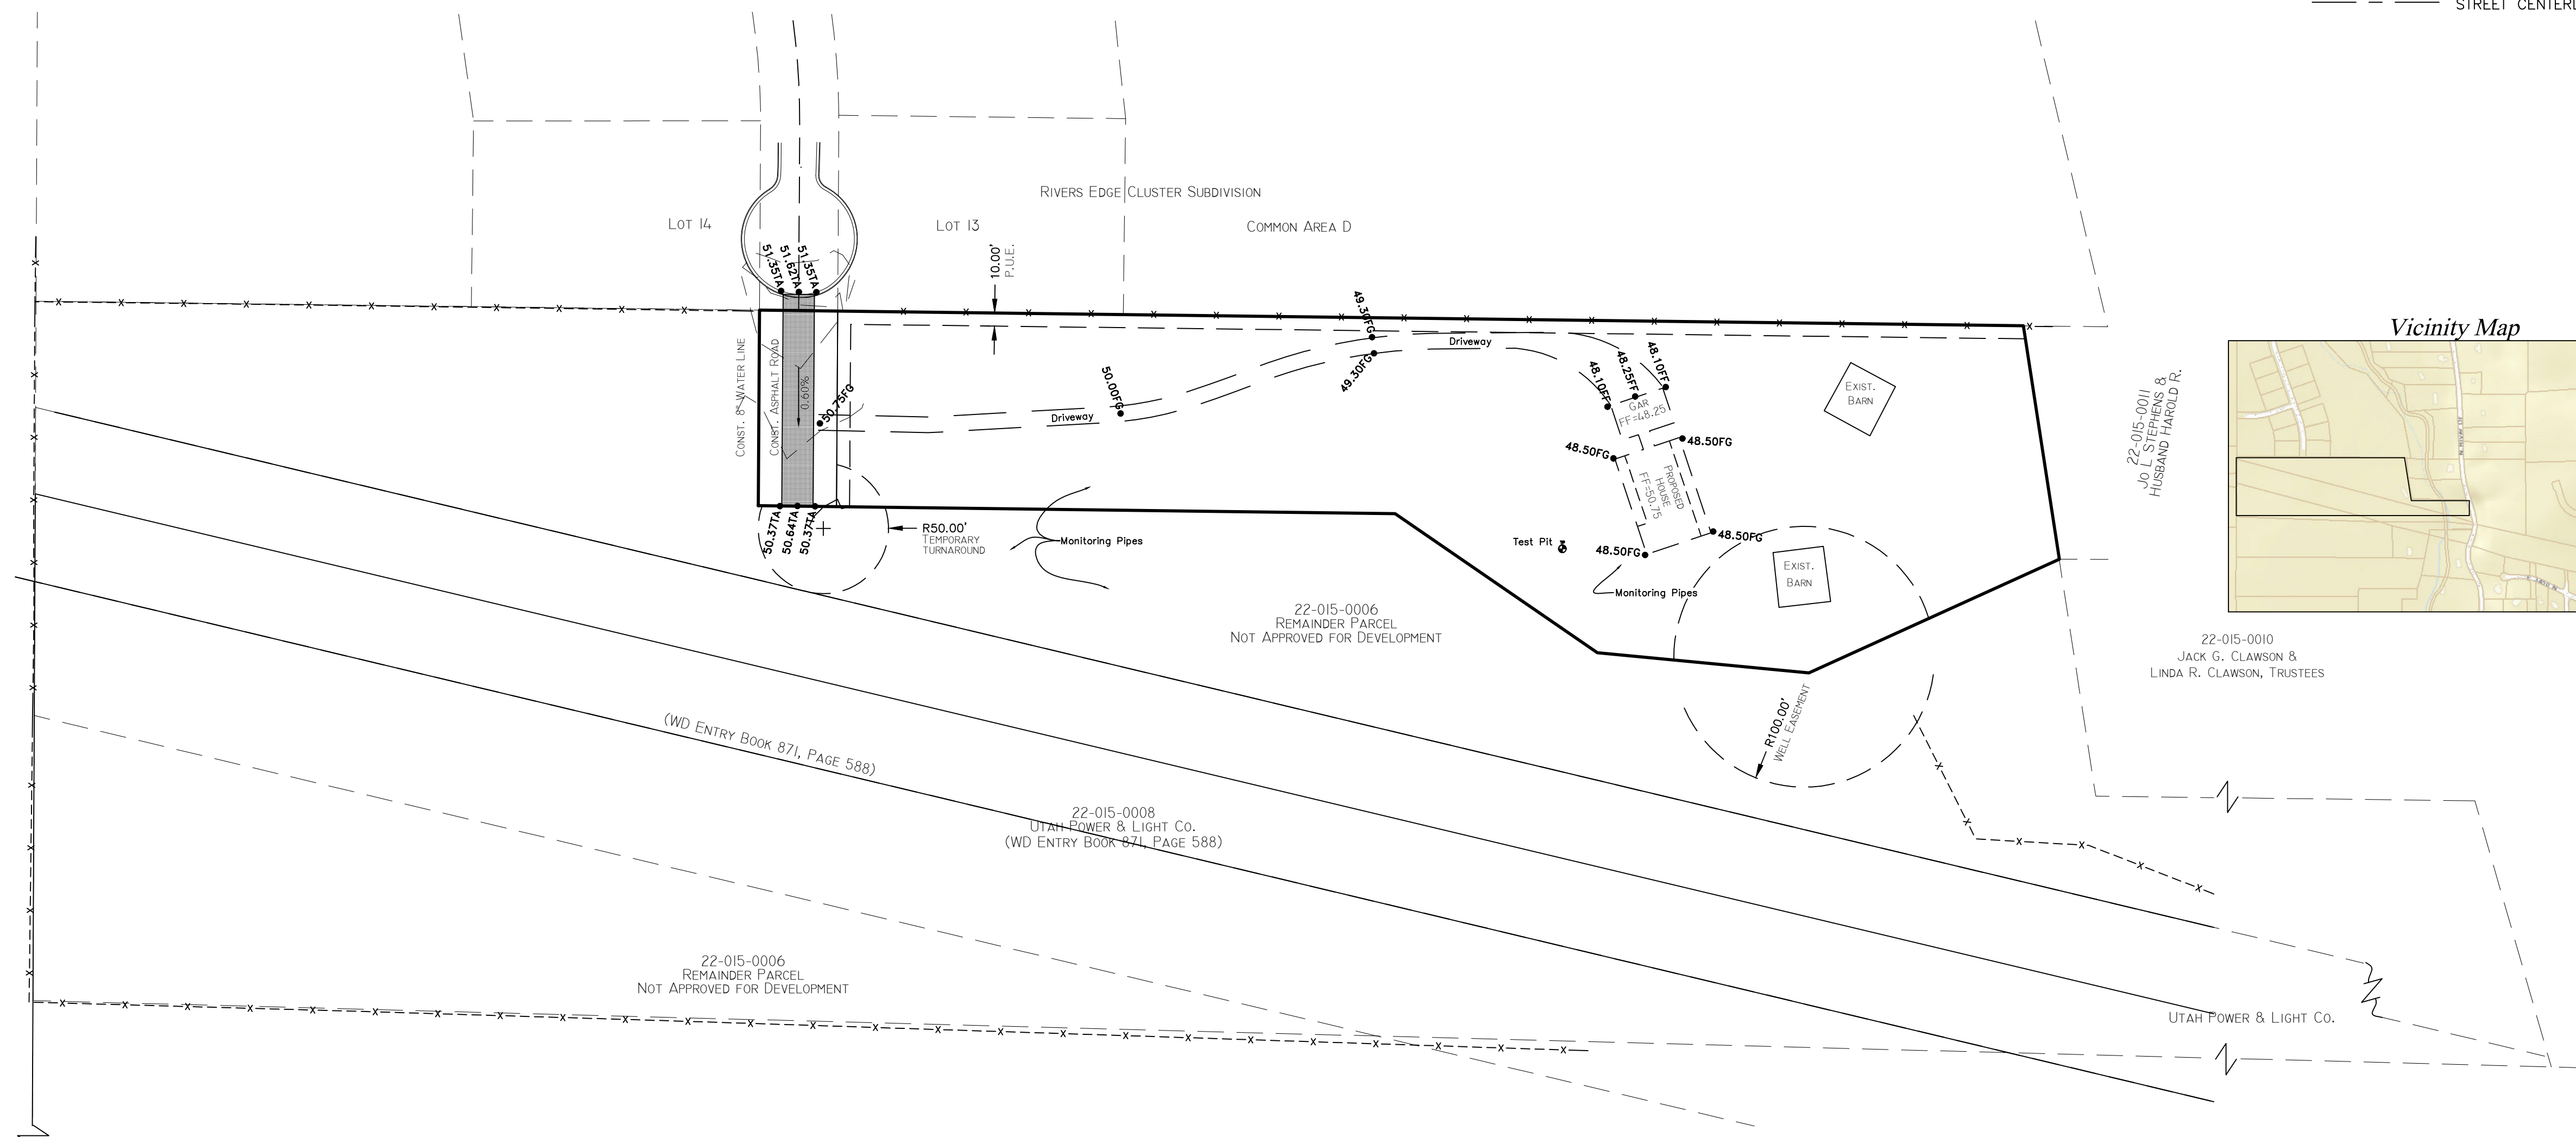 STREET CENTERL
RIVERS EDGE CLUSTER SUBDIVISION
LOT 14
LOT 13
COMMON AREA D
10.00'
P.U.E.
51.35TA
51.62TA
51.35TA
CONST. 8" WATER LINE
CONST. ASPHALT ROAD
0.60%
50.75FG
Driveway
50.00FG
49.30FG
49.30FG
Driveway
48.10FF
48.25FF
48.10FF
GAR
FF=48.25
48.50FG
48.50FG
PROPOSED
HOUSE
FF=50.75
48.50FG
48.50FG
EXIST.
BARN
EXIST.
BARN
Test Pit
Monitoring Pipes
Monitoring Pipes
50.37TA
50.64TA
50.37TA
R50.00'
TEMPORARY
TURNAROUND
22-015-0006
REMAINDER PARCEL
NOT APPROVED FOR DEVELOPMENT
R100.00'
WELL EASEMENT
22-015-0011
JO L STEPHENS &
HUSBAND HAROLD R.
Vicinity Map
22-015-0010
JACK G. CLAWSON &
LINDA R. CLAWSON, TRUSTEES
(WD ENTRY BOOK 871, PAGE 588)
22-015-0008
UTAH POWER & LIGHT CO.
(WD ENTRY BOOK 871, PAGE 588)
22-015-0006
REMAINDER PARCEL
NOT APPROVED FOR DEVELOPMENT
UTAH POWER & LIGHT CO.